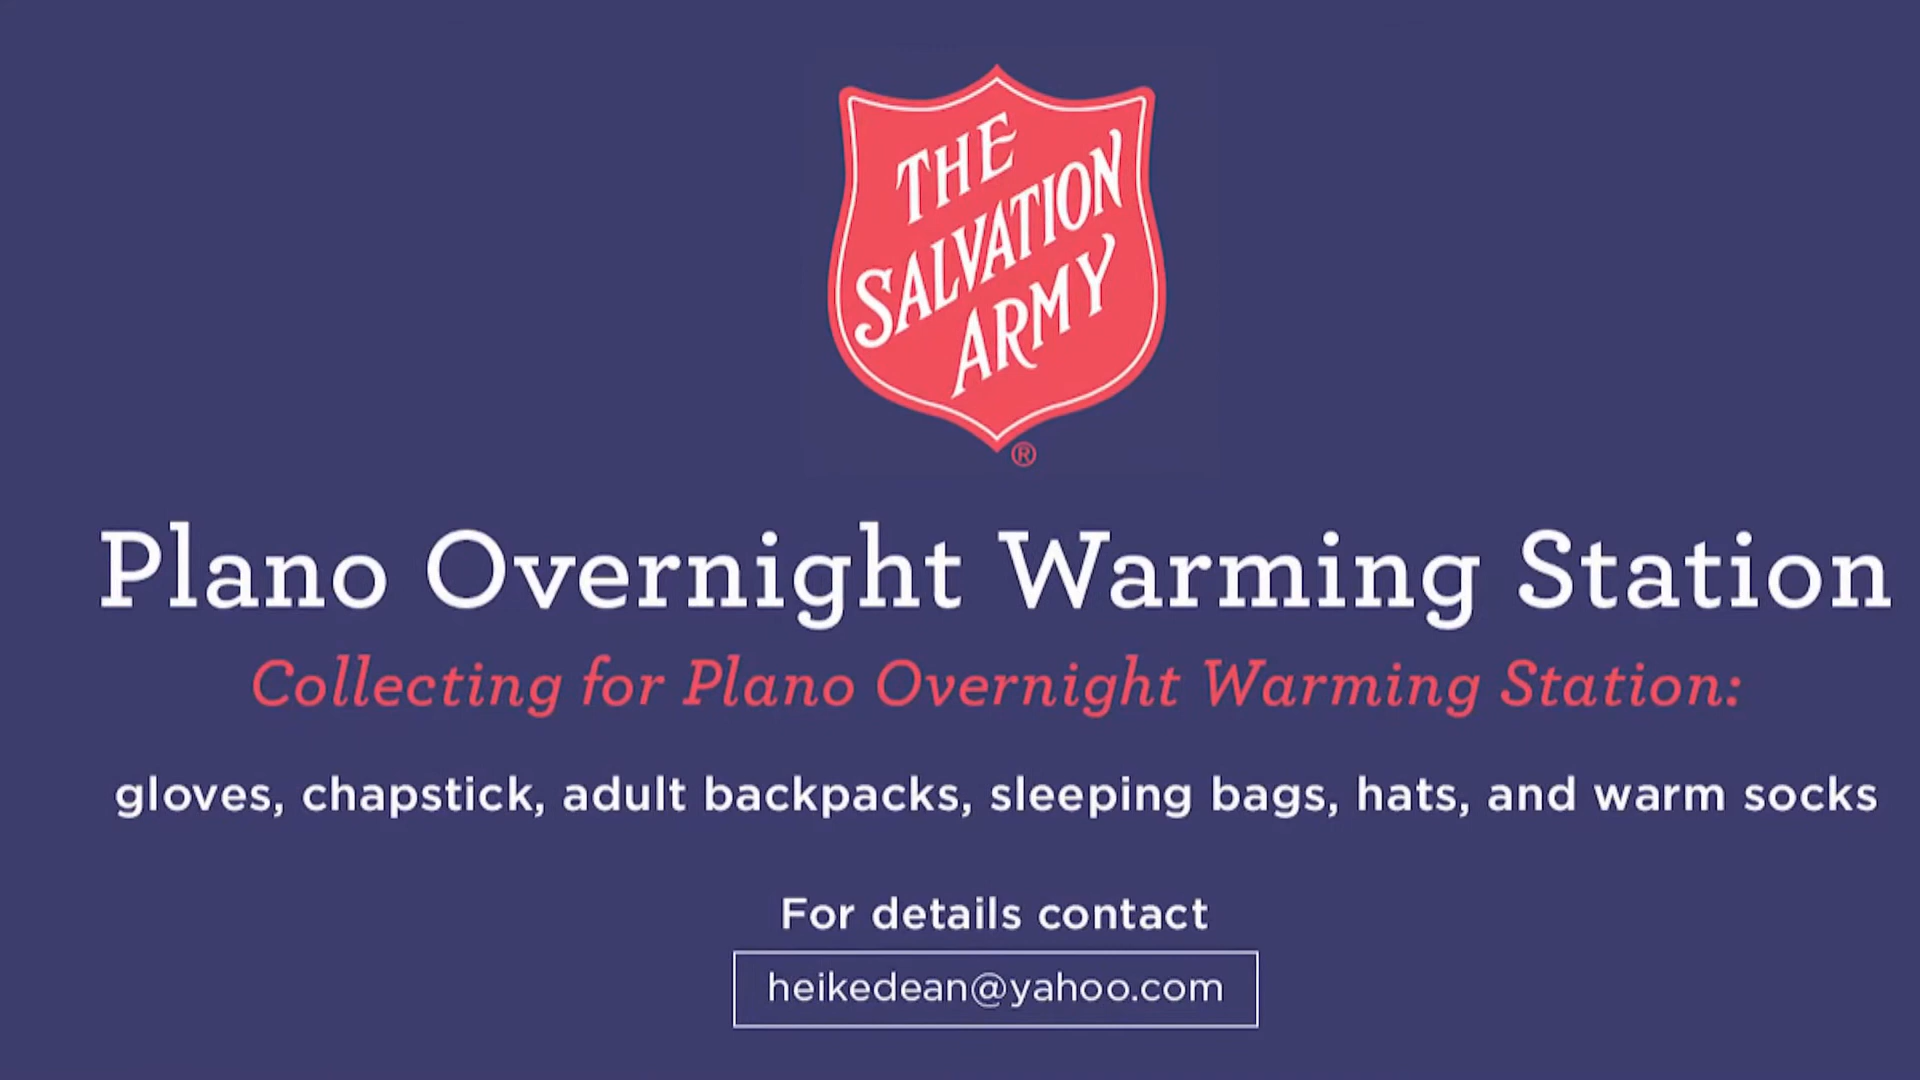 THE
SALVATION
ARMY
®
Plano Overnight Warming Station
Collecting for Plano Overnight Warming Station:
gloves, chapstick, adult backpacks, sleeping bags, hats, and warm socks
For details contact
heikedean@yahoo.com